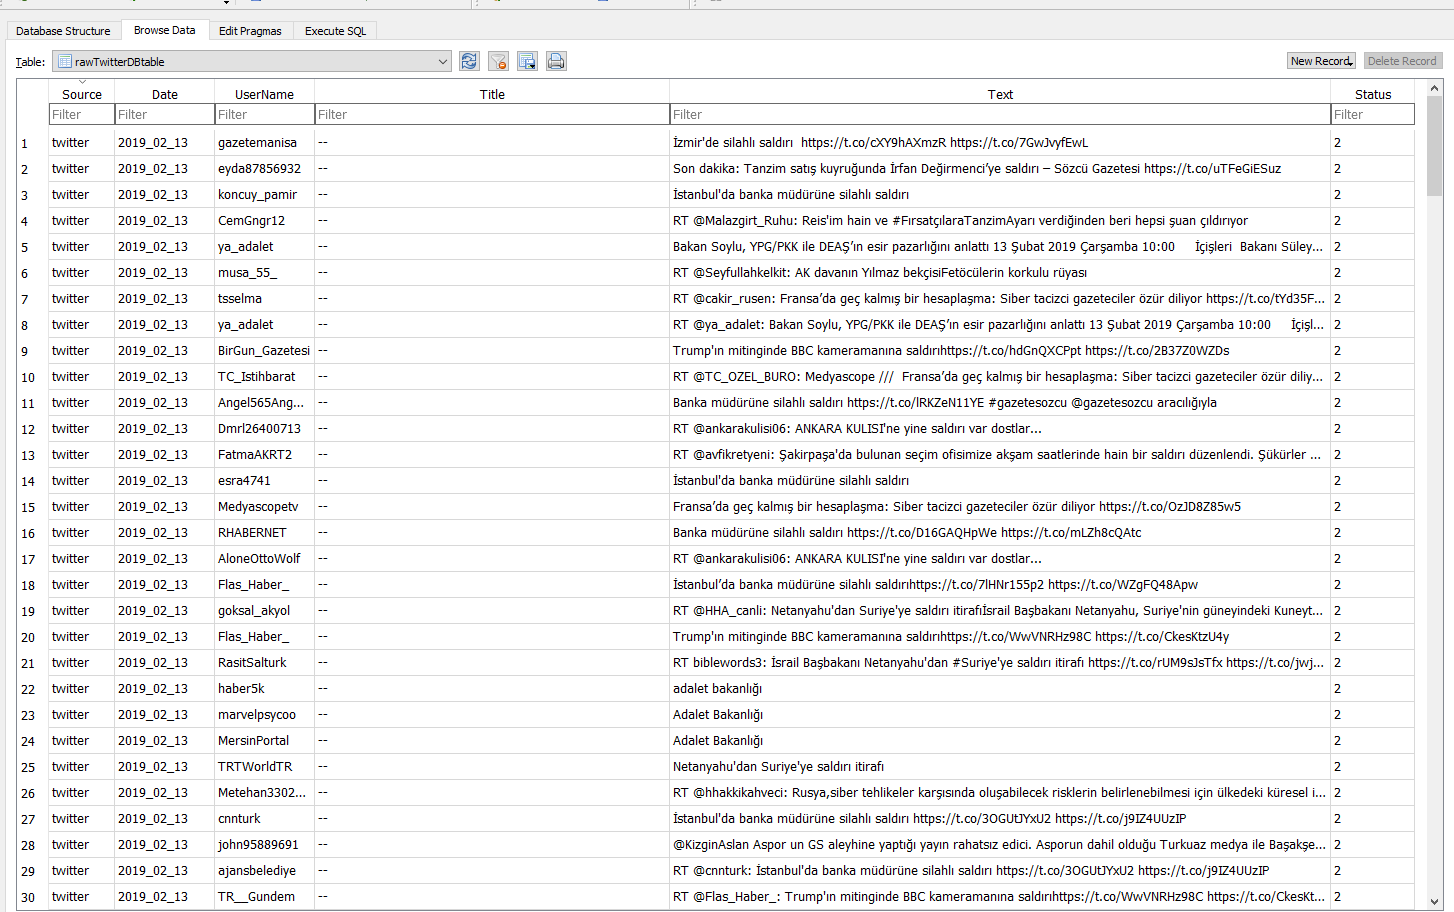 Database Structure Browse Data Edit Pragmas Execute SQL
Table: rawTwitterDBtable New Record Delete Record
Source Date UserName Title Text Status
Filter Filter Filter Filter Filter Filter
1 twitter 2019_02_13 gazetemanisa -- İzmir'de silahlı saldırı https://t.co/cXY9hAXmzR https://t.co/7GwJvyfEwL 2
2 twitter 2019_02_13 eyda87856932 -- Son dakika: Tanzim satış kuyruğunda İrfan Değirmenci’ye saldırı – Sözcü Gazetesi https://t.co/uTFeGiESuz 2
3 twitter 2019_02_13 koncuy_pamir -- İstanbul'da banka müdürüne silahlı saldırı 2
4 twitter 2019_02_13 CemGngr12 -- RT @Malazgirt_Ruhu: Reis'im hain ve #FırsatçılaraTanzimAyarı verdiğinden beri hepsi şuan çıldırıyor 2
5 twitter 2019_02_13 ya_adalet -- Bakan Soylu, YPG/PKK ile DEAŞ’ın esir pazarlığını anlattı 13 Şubat 2019 Çarşamba 10:00 İçişleri Bakanı Süley... 2
6 twitter 2019_02_13 musa_55_ -- RT @Seyfullahkelkit: AK davanın Yılmaz bekçisiFetöcülerin korkulu rüyası 2
7 twitter 2019_02_13 tsselma -- RT @cakir_rusen: Fransa’da geç kalmış bir hesaplaşma: Siber tacizci gazeteciler özür diliyor https://t.co/tYd35F... 2
8 twitter 2019_02_13 ya_adalet -- RT @ya_adalet: Bakan Soylu, YPG/PKK ile DEAŞ’ın esir pazarlığını anlattı 13 Şubat 2019 Çarşamba 10:00 İçişl... 2
9 twitter 2019_02_13 BirGun_Gazetesi -- Trump'ın mitinginde BBC kameramanına saldırıhttps://t.co/hdGnQXCPpt https://t.co/2B37Z0WZDs 2
10 twitter 2019_02_13 TC_Istihbarat -- RT @TC_OZEL_BURO: Medyascope /// Fransa’da geç kalmış bir hesaplaşma: Siber tacizci gazeteciler özür diliy... 2
11 twitter 2019_02_13 Angel565Ang... -- Banka müdürüne silahlı saldırı https://t.co/lRKZeN11YE #gazetesozcu @gazetesozcu aracılığıyla 2
12 twitter 2019_02_13 Dmrl26400713 -- RT @ankarakulisi06: ANKARA KULISI'ne yine saldırı var dostlar... 2
13 twitter 2019_02_13 FatmaAKRT2 -- RT @avfikretyeni: Şakirpaşa'da bulunan seçim ofisimize akşam saatlerinde hain bir saldırı düzenlendi. Şükürler ... 2
14 twitter 2019_02_13 esra4741 -- İstanbul'da banka müdürüne silahlı saldırı 2
15 twitter 2019_02_13 Medyascopetv -- Fransa’da geç kalmış bir hesaplaşma: Siber tacizci gazeteciler özür diliyor https://t.co/OzJD8Z85w5 2
16 twitter 2019_02_13 RHABERNET -- Banka müdürüne silahlı saldırı https://t.co/D16GAQHpWe https://t.co/mLZh8cQAtc 2
17 twitter 2019_02_13 AloneOttoWolf -- RT @ankarakulisi06: ANKARA KULISI'ne yine saldırı var dostlar... 2
18 twitter 2019_02_13 Flas_Haber_ -- İstanbul’da banka müdürüne silahlı saldırıhttps://t.co/7lHNr155p2 https://t.co/WZgFQ48Apw 2
19 twitter 2019_02_13 goksal_akyol -- RT @HHA_canli: Netanyahu'dan Suriye'ye saldırı itirafıİsrail Başbakanı Netanyahu, Suriye'nin güneyindeki Kuneyt... 2
20 twitter 2019_02_13 Flas_Haber_ -- Trump'ın mitinginde BBC kameramanına saldırıhttps://t.co/WwVNRHz98C https://t.co/CkesKtzU4y 2
21 twitter 2019_02_13 RasitSalturk -- RT biblewords3: İsrail Başbakanı Netanyahu'dan #Suriye'ye saldırı itirafı https://t.co/rUM9sJsTfx https://t.co/jwj... 2
22 twitter 2019_02_13 haber5k -- adalet bakanlığı 2
23 twitter 2019_02_13 marvelpsycoo -- Adalet Bakanlığı 2
24 twitter 2019_02_13 MersinPortal -- Adalet Bakanlığı 2
25 twitter 2019_02_13 TRTWorldTR -- Netanyahu'dan Suriye'ye saldırı itirafı 2
26 twitter 2019_02_13 Metehan3302... -- RT @hhakkikahveci: Rusya,siber tehlikeler karşısında oluşabilecek risklerin belirlenebilmesi için ülkedeki küresel i... 2
27 twitter 2019_02_13 cnnturk -- İstanbul'da banka müdürüne silahlı saldırı https://t.co/3OGUtJYxU2 https://t.co/j9IZ4UUzIP 2
28 twitter 2019_02_13 john95889691 -- @KizginAslan Aspor un GS aleyhine yaptığı yayın rahatsız edici. Asporun dahil olduğu Turkuaz medya ile Başakşe... 2
29 twitter 2019_02_13 ajansbelediye -- RT @cnnturk: İstanbul'da banka müdürüne silahlı saldırı https://t.co/3OGUtJYxU2 https://t.co/j9IZ4UUzIP 2
30 twitter 2019_02_13 TR__Gundem -- RT @Flas_Haber_: Trump'ın mitinginde BBC kameramanına saldırıhttps://t.co/WwVNRHz98C https://t.co/CkesKt... 2